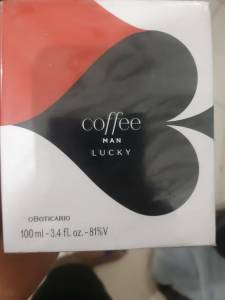 coffee
MAN
LUCKY
oBOTICÁRIO
100 ml - 3.4 fl. oz. - 81%V